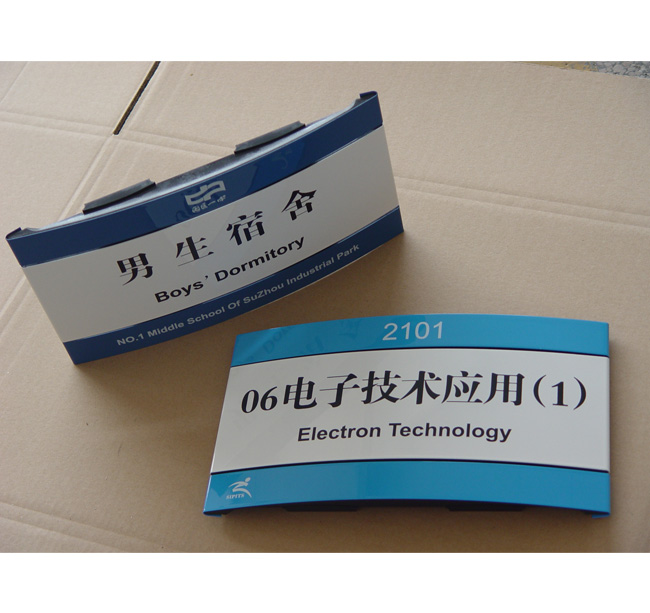 男生宿舍
Boys' Dormitory
NO.1 Middle School Of SuZhou Industrial Park
2101
06电子技术应用(1)
Electron Technology